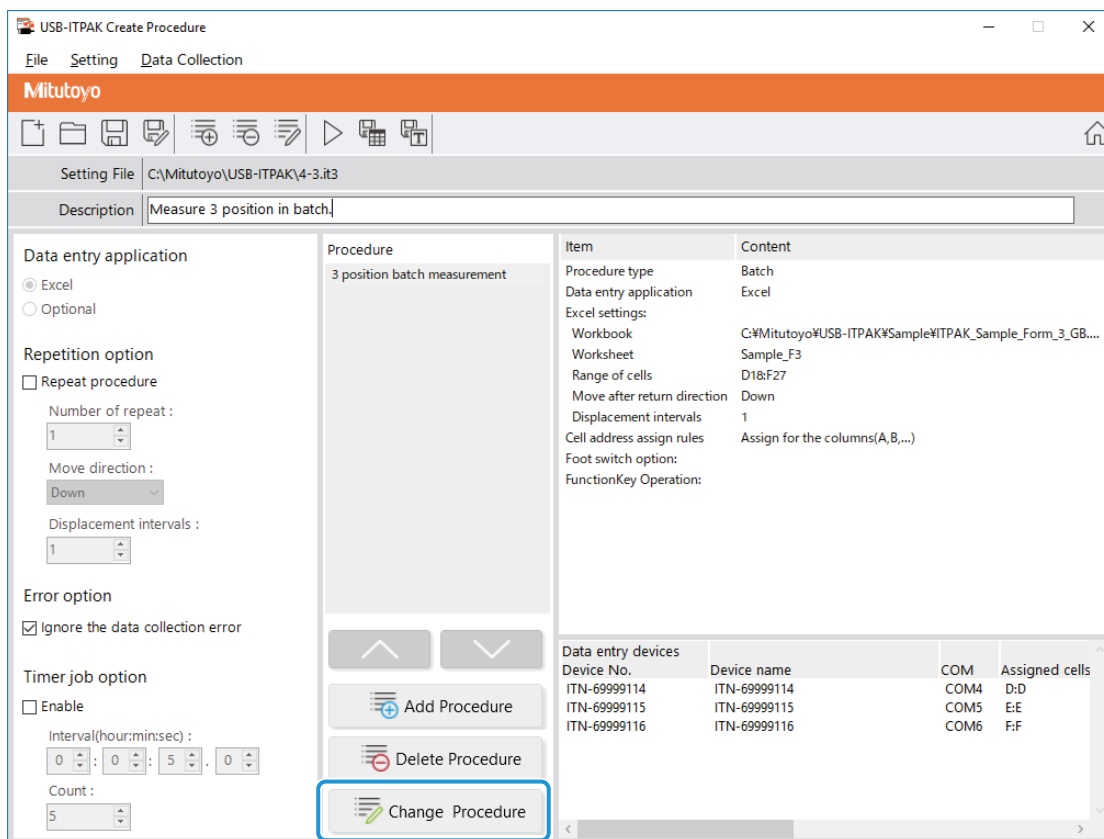 USB-ITPAK Create Procedure
File Setting Data Collection
Mitutoyo
Setting File C:\Mitutoyo\USB-ITPAK\4-3.it3
Description Measure 3 position in batch.
Data entry application
Excel
Optional
Repetition option
Repeat procedure
Number of repeat :
1
Move direction :
Down
Displacement intervals :
1
Error option
Ignore the data collection error
Timer job option
Enable
Interval(hour:min:sec) :
0 : 0 : 5 . 0
Count :
5
Procedure
3 position batch measurement
Add Procedure
Delete Procedure
Change Procedure
Item Content
Procedure type Batch
Data entry application Excel
Excel settings:
Workbook C:¥Mitutoyo¥USB-ITPAK¥Sample¥ITPAK_Sample_Form_3_GB....
Worksheet Sample_F3
Range of cells D18:F27
Move after return direction Down
Displacement intervals 1
Cell address assign rules Assign for the columns(A,B,...)
Foot switch option:
FunctionKey Operation:
Data entry devices
Device No. Device name COM Assigned cells
ITN-69999114 ITN-69999114 COM4 D:D
ITN-69999115 ITN-69999115 COM5 E:E
ITN-69999116 ITN-69999116 COM6 F:F